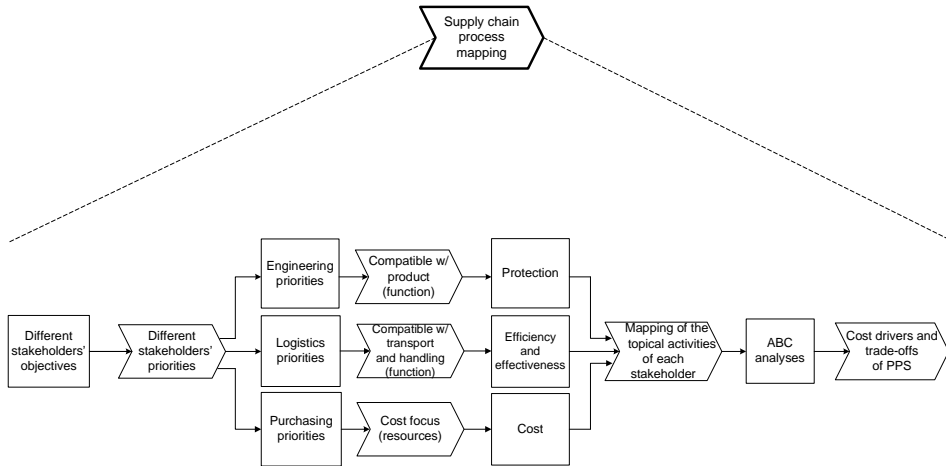 Supply chain
process
mapping
Different
stakeholders'
objectives
Different
stakeholders'
priorities
Engineering
priorities
Compatible w/
product
(function)
Protection
Logistics
priorities
Compatible w/
transport
and handling
(function)
Efficiency
and
effectiveness
Purchasing
priorities
Cost focus
(resources)
Cost
Mapping of the
topical activities
of each
stakeholder
ABC
analyses
Cost drivers and
trade-offs
of PPS